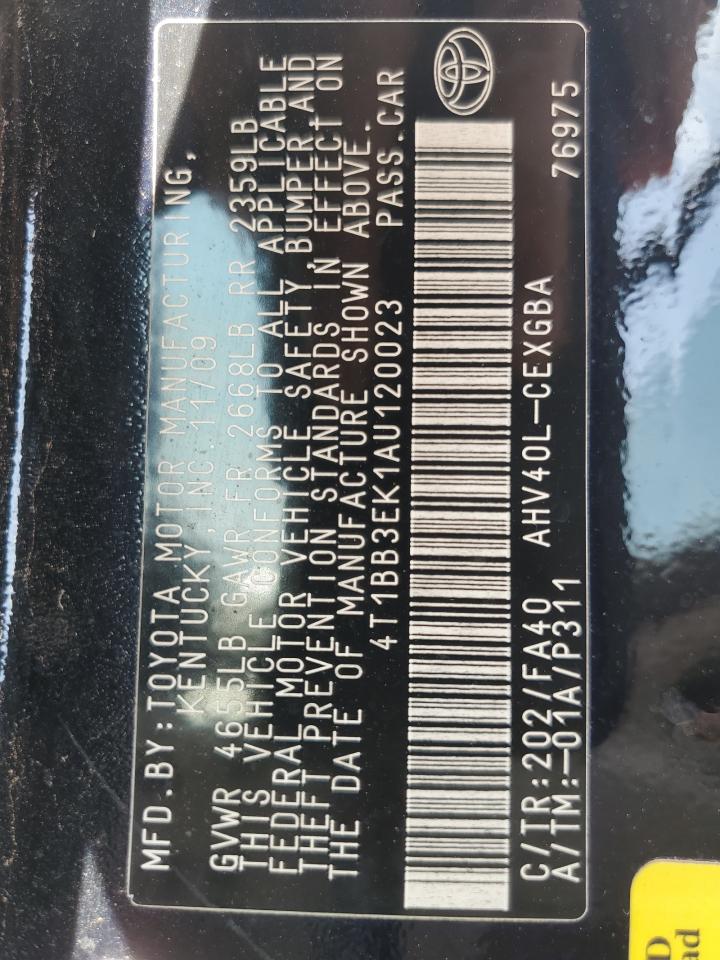 MFD.BY:TOYOTA MOTOR MANUFACTURING,
KENTUCKY, INC 11/09
GVWR 4655LB GAWR FR 2668LB RR 2359LB
THIS VEHICLE CONFORMS TO ALL APPLICABLE
FEDERAL MOTOR VEHICLE SAFETY, BUMPER AND
THEFT PREVENTION STANDARDS IN EFFECT ON
THE DATE OF MANUFACTURE SHOWN ABOVE.
4T1BB3EK1AU120023 PASS.CAR
C/TR:202/FA40 AHV40L-CEXGBA 76975
A/TM:-01A/P311